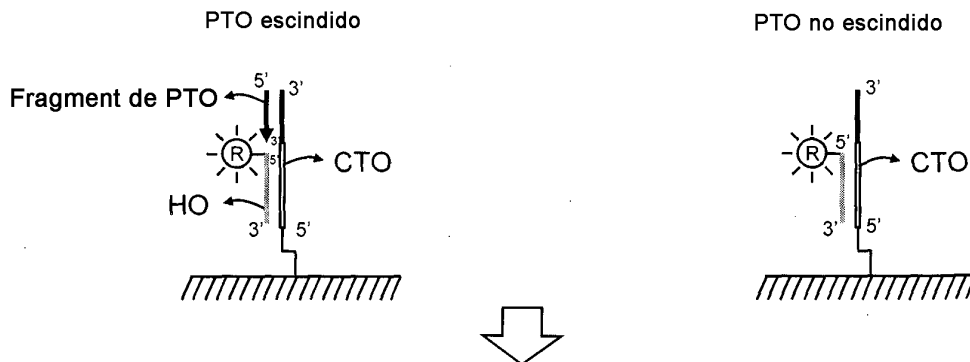 PTO escindido
5'
3'
Fragment de PTO
R
3'
5'
CTO
HO
3'
5'
PTO no escindido
3'
R
5'
CTO
3'
5'